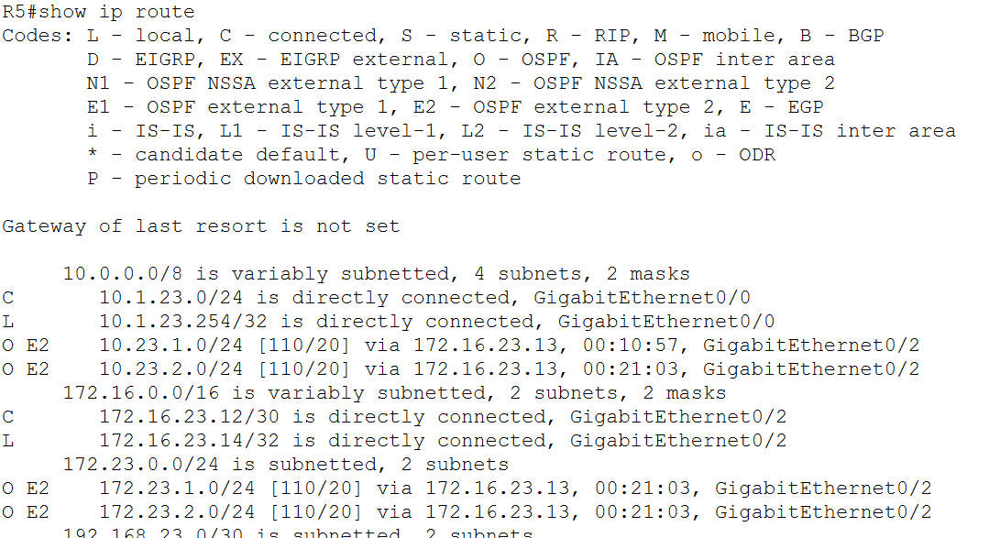 R5#show ip route
Codes: L - local, C - connected, S - static, R - RIP, M - mobile, B - BGP
D - EIGRP, EX - EIGRP external, O - OSPF, IA - OSPF inter area
N1 - OSPF NSSA external type 1, N2 - OSPF NSSA external type 2
E1 - OSPF external type 1, E2 - OSPF external type 2, E - EGP
i - IS-IS, L1 - IS-IS level-1, L2 - IS-IS level-2, ia - IS-IS inter area
* - candidate default, U - per-user static route, o - ODR
P - periodic downloaded static route
Gateway of last resort is not set
10.0.0.0/8 is variably subnetted, 4 subnets, 2 masks
C 10.1.23.0/24 is directly connected, GigabitEthernet0/0
L 10.1.23.254/32 is directly connected, GigabitEthernet0/0
O E2 10.23.1.0/24 [110/20] via 172.16.23.13, 00:10:57, GigabitEthernet0/2
O E2 10.23.2.0/24 [110/20] via 172.16.23.13, 00:21:03, GigabitEthernet0/2
172.16.0.0/16 is variably subnetted, 2 subnets, 2 masks
C 172.16.23.12/30 is directly connected, GigabitEthernet0/2
L 172.16.23.14/32 is directly connected, GigabitEthernet0/2
172.23.0.0/24 is subnetted, 2 subnets
O E2 172.23.1.0/24 [110/20] via 172.16.23.13, 00:21:03, GigabitEthernet0/2
O E2 172.23.2.0/24 [110/20] via 172.16.23.13, 00:21:03, GigabitEthernet0/2
192.168.23.0/30 is subnetted, 2 subnets